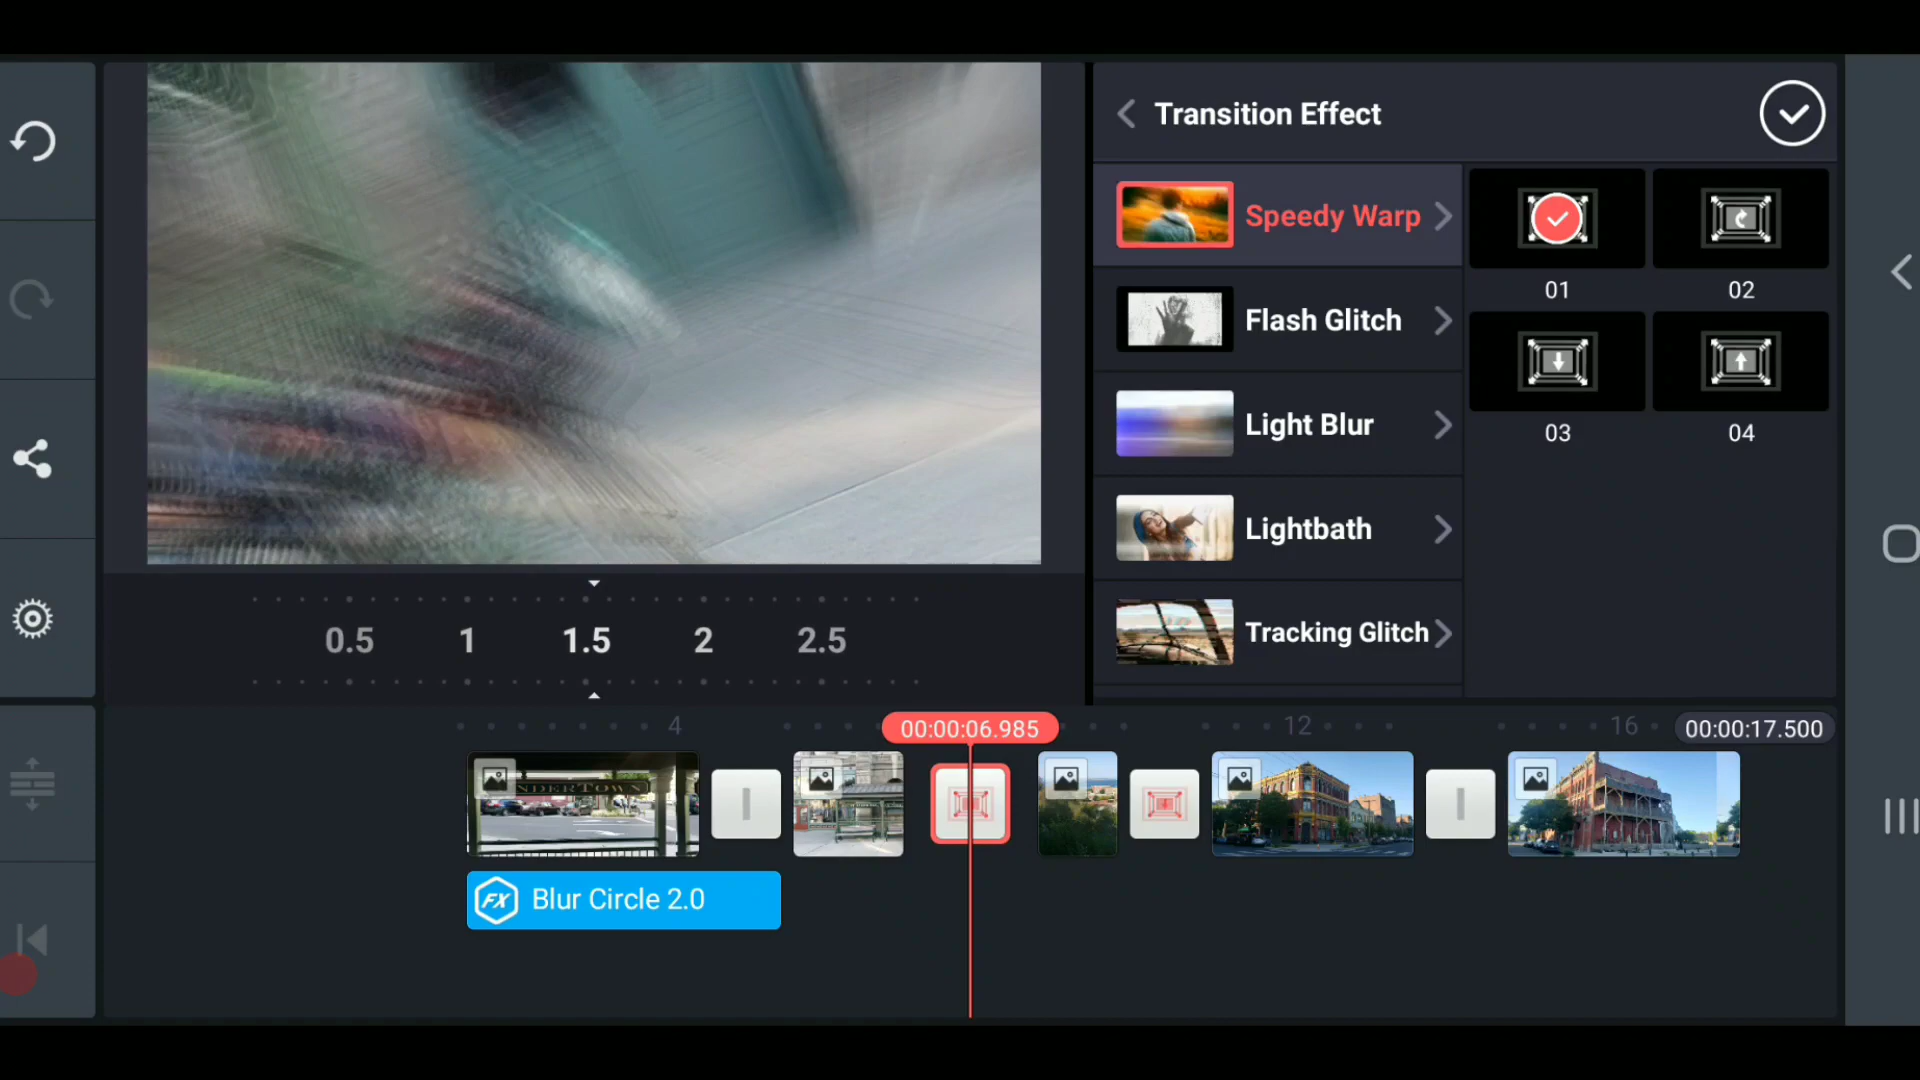 Transition Effect
Speedy Warp
Flash Glitch
Light Blur
Lightbath
Tracking Glitch
01
02
03
04
0.5 1 1.5 2 2.5
4
00:00:06.985
12
16
00:00:17.500
NDERTOWN
FX Blur Circle 2.0